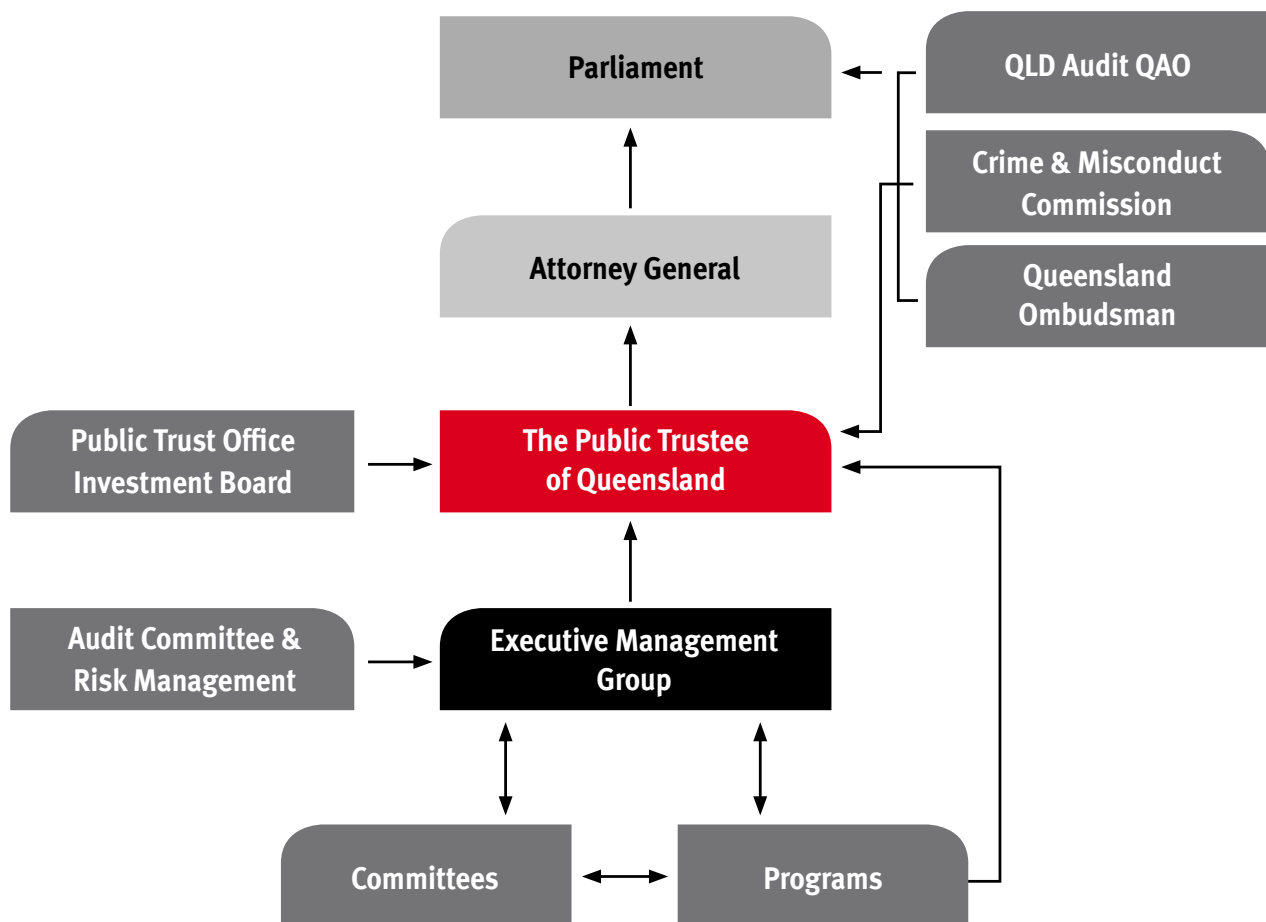 Parliament
QLD Audit QAO
Crime & Misconduct
Commission
Attorney General
Queensland
Ombudsman
Public Trust Office
Investment Board
The Public Trustee
of Queensland
Audit Committee &
Risk Management
Executive Management
Group
Committees
Programs